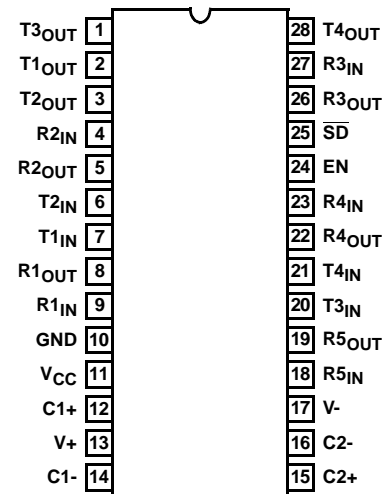 T3OUT 1 28 T4OUT
T1OUT 2 27 R3IN
T2OUT 3 26 R3OUT
R2IN 4 25 S̅D̅
R2OUT 5 24 EN
T2IN 6 23 R4IN
T1IN 7 22 R4OUT
R1OUT 8 21 T4IN
R1IN 9 20 T3IN
GND 10 19 R5OUT
VCC 11 18 R5IN
C1+ 12 17 V-
V+ 13 16 C2-
C1- 14 15 C2+